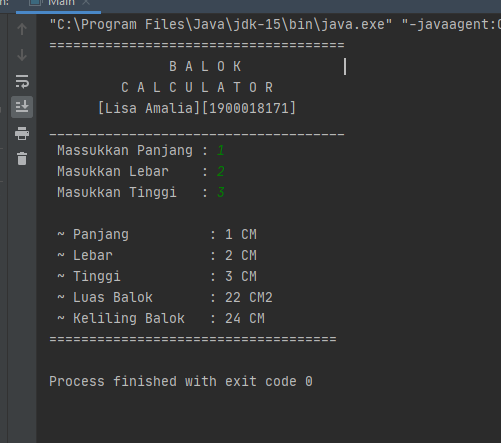 Main
"C:\Program Files\Java\jdk-15\bin\java.exe" "-javaagent:
=====================================
B A L O K
C A L C U L A T O R
[Lisa Amalia][1900018171]
_____________________________________
Massukkan Panjang : 1
Masukkan Lebar : 2
Masukkan Tinggi : 3
~ Panjang : 1 CM
~ Lebar : 2 CM
~ Tinggi : 3 CM
~ Luas Balok : 22 CM2
~ Keliling Balok : 24 CM
====================================
Process finished with exit code 0